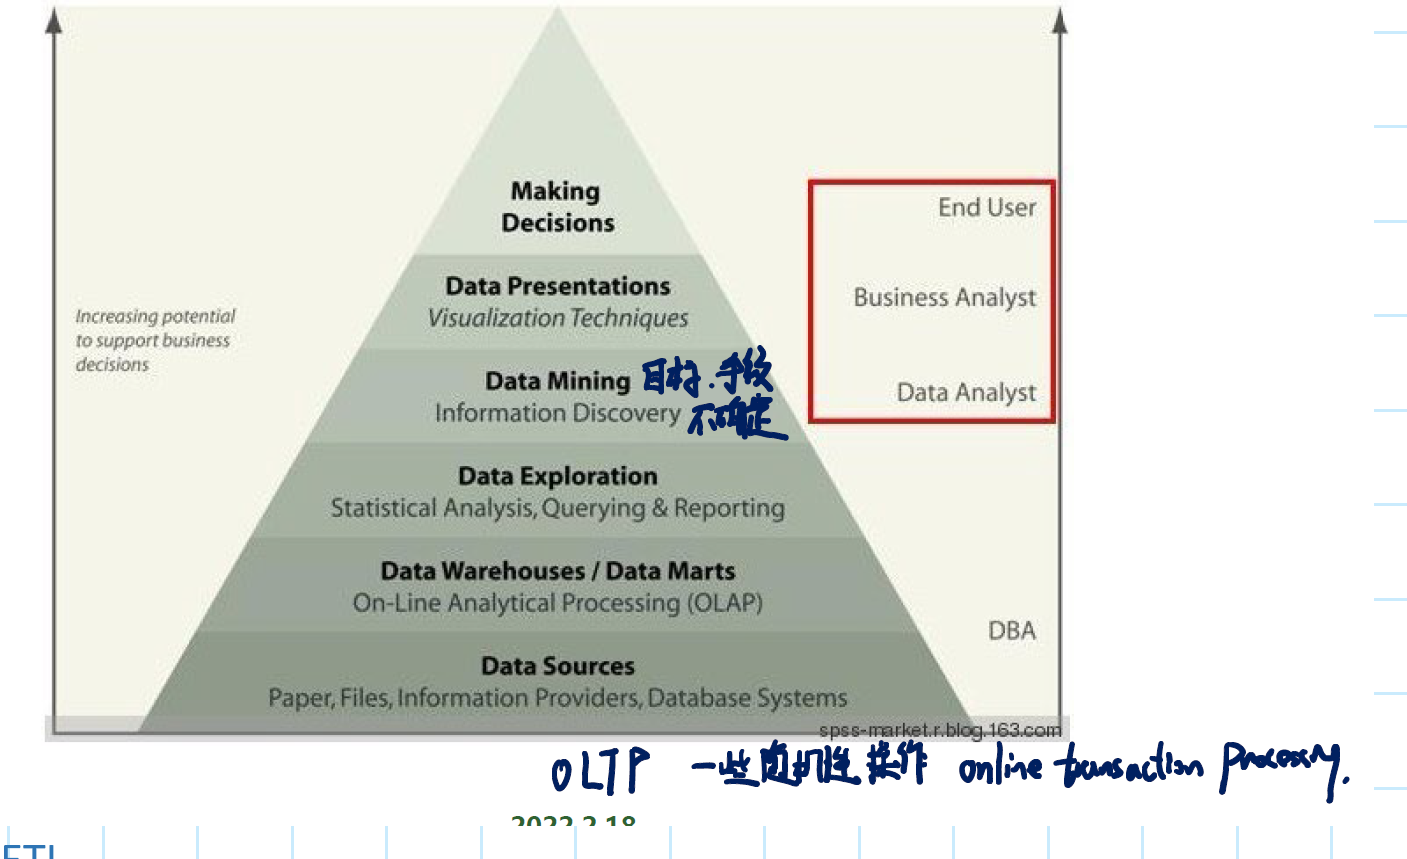 Making
Decisions
End User
Data Presentations
Visualization Techniques
Business Analyst
Increasing potential
to support business
decisions
Data Mining 目标.手段
Information Discovery 不确定
Data Analyst
Data Exploration
Statistical Analysis, Querying & Reporting
Data Warehouses / Data Marts
On-Line Analytical Processing (OLAP)
DBA
Data Sources
Paper, Files, Information Providers, Database Systems
spss-market.r.blog.163.com
OLTP 一些随机性操作 online transaction Processing.
2022.2.18
ETL